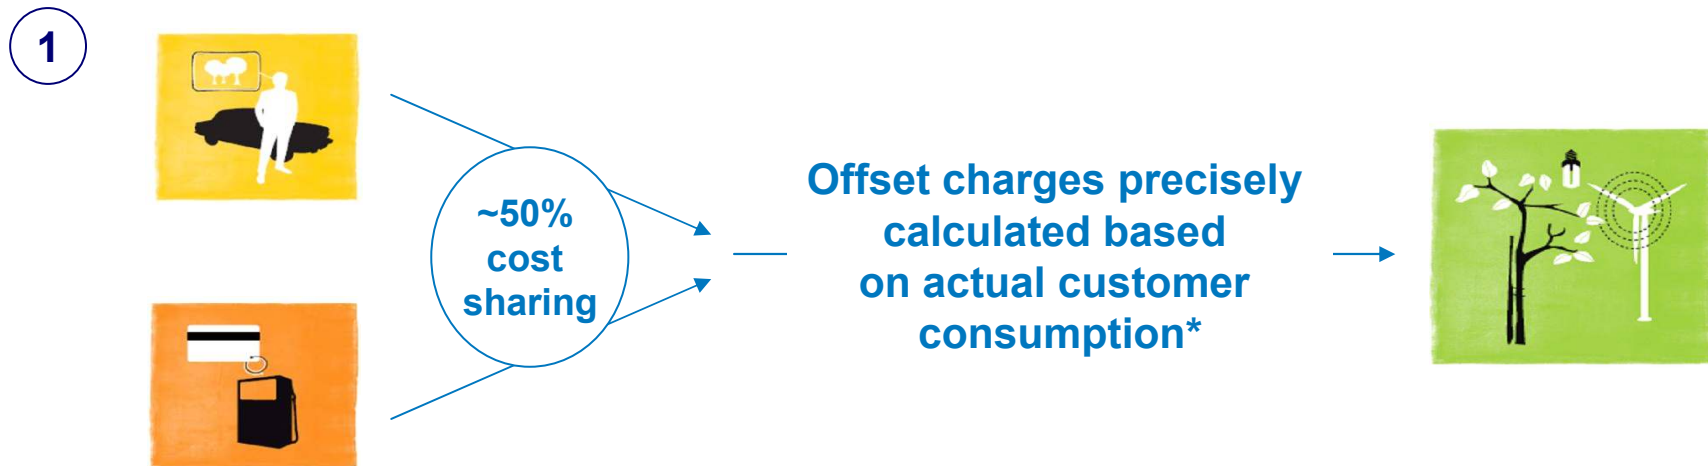 1
~50%
cost
sharing
Offset charges precisely
calculated based
on actual customer
consumption*